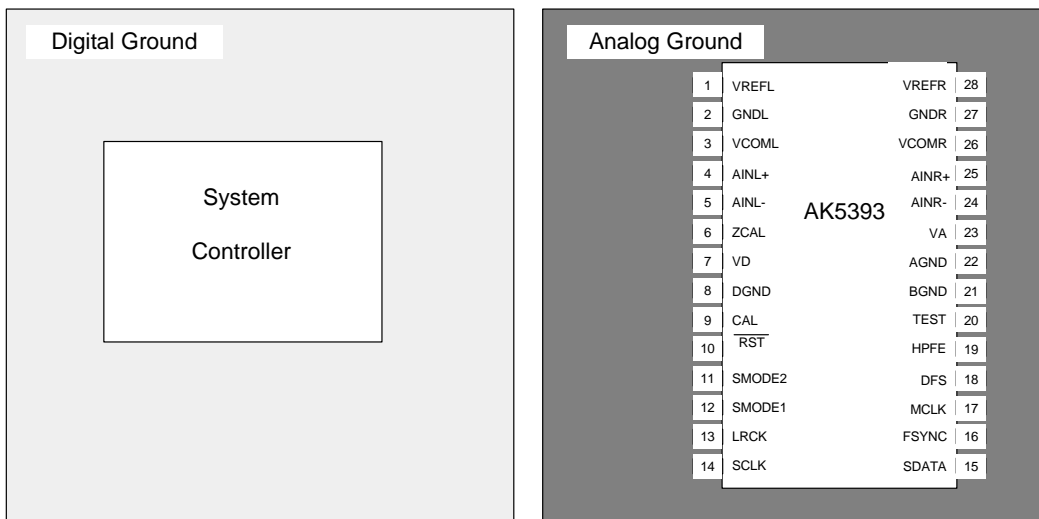 Digital Ground
System
Controller
Analog Ground
AK5393
1 VREFL VREFR 28
2 GNDL GNDR 27
3 VCOML VCOMR 26
4 AINL+ AINR+ 25
5 AINL- AINR- 24
6 ZCAL VA 23
7 VD AGND 22
8 DGND BGND 21
9 CAL TEST 20
10 RST HPFE 19
11 SMODE2 DFS 18
12 SMODE1 MCLK 17
13 LRCK FSYNC 16
14 SCLK SDATA 15